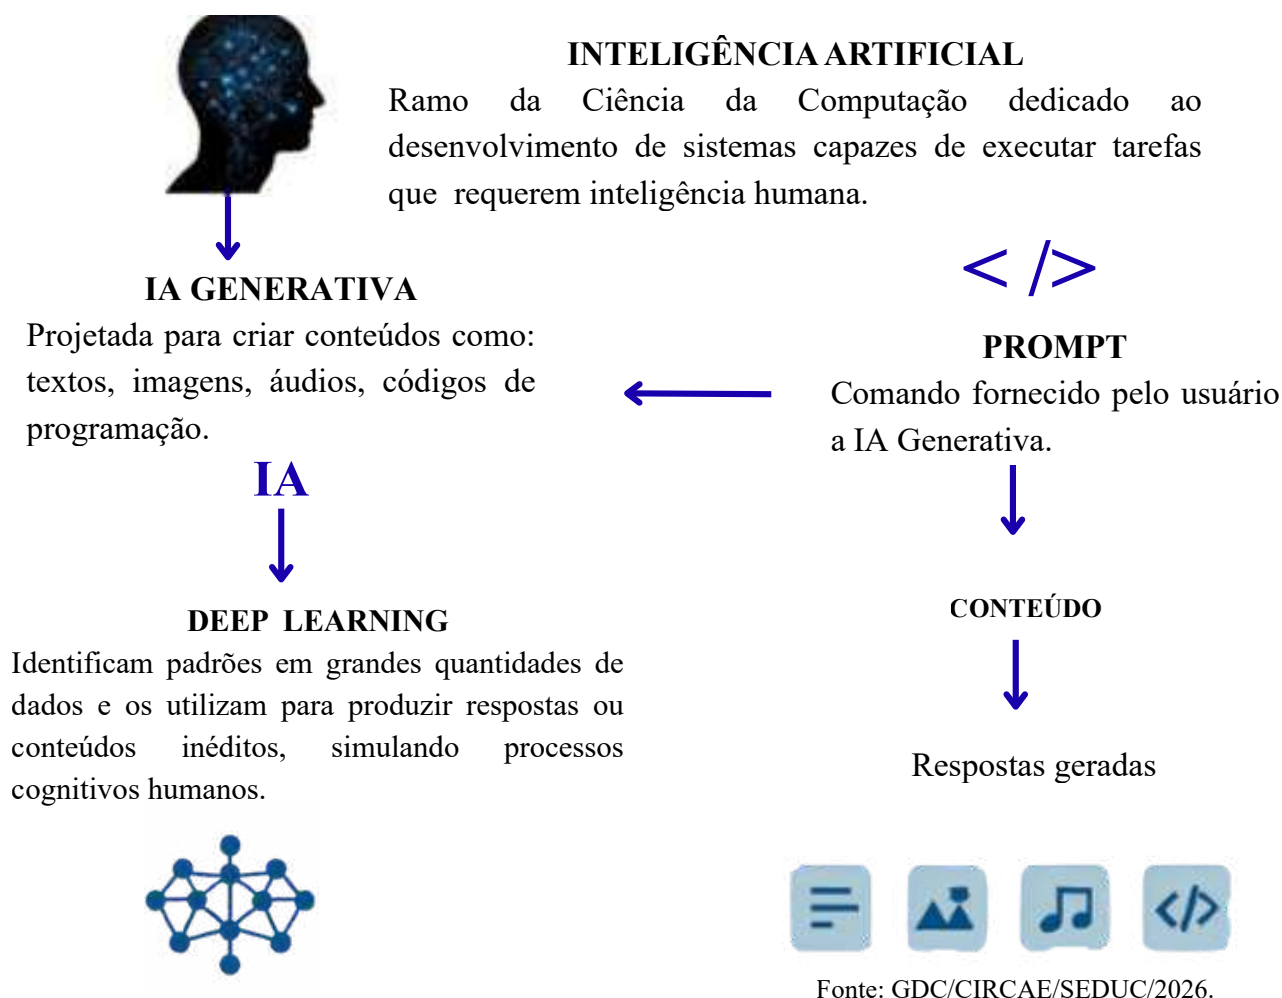 INTELIGÊNCIA ARTIFICIAL
Ramo da Ciência da Computação dedicado ao
desenvolvimento de sistemas capazes de executar tarefas
que requerem inteligência humana.
IA GENERATIVA
Projetada para criar conteúdos como:
textos, imagens, áudios, códigos de
programação.
IA
</>
PROMPT
Comando fornecido pelo usuário
a IA Generativa.
DEEP LEARNING
Identificam padrões em grandes quantidades de
dados e os utilizam para produzir respostas ou
conteúdos inéditos, simulando processos
cognitivos humanos.
CONTEÚDO
Respostas geradas
</>
Fonte: GDC/CIRCAE/SEDUC/2026.